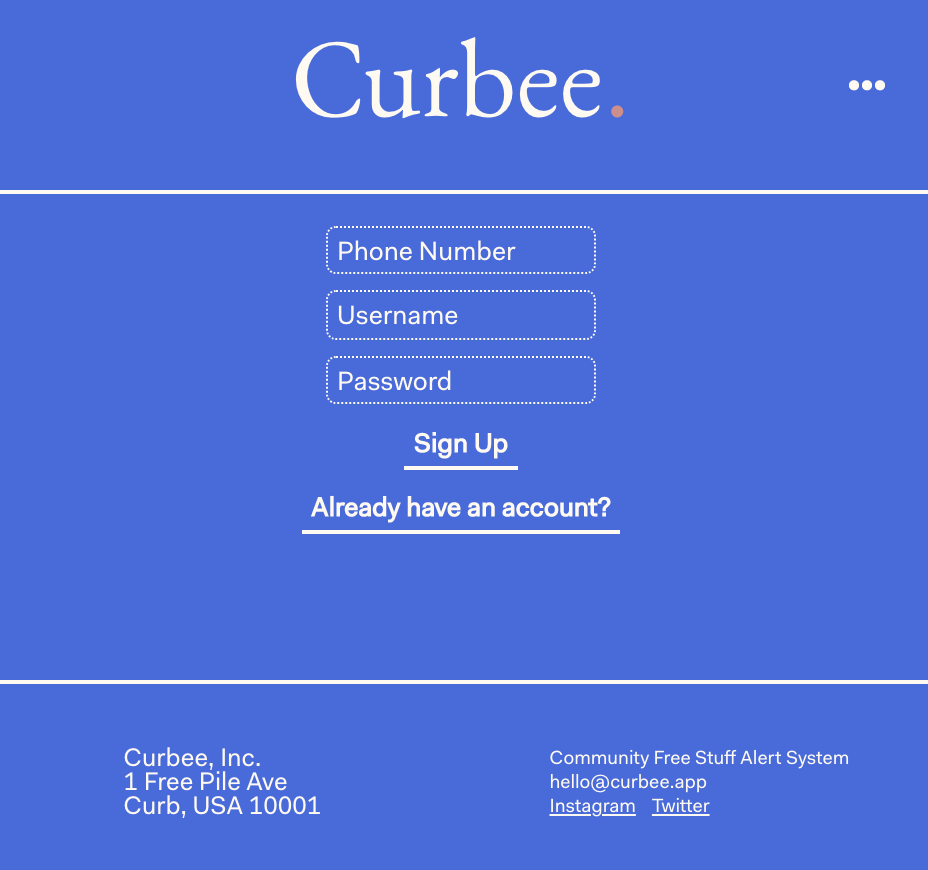 Curbee.
Phone Number
Username
Password
Sign Up
Already have an account?
Curbee, Inc.
1 Free Pile Ave
Curb, USA 10001
Community Free Stuff Alert System
hello@curbee.app
Instagram Twitter